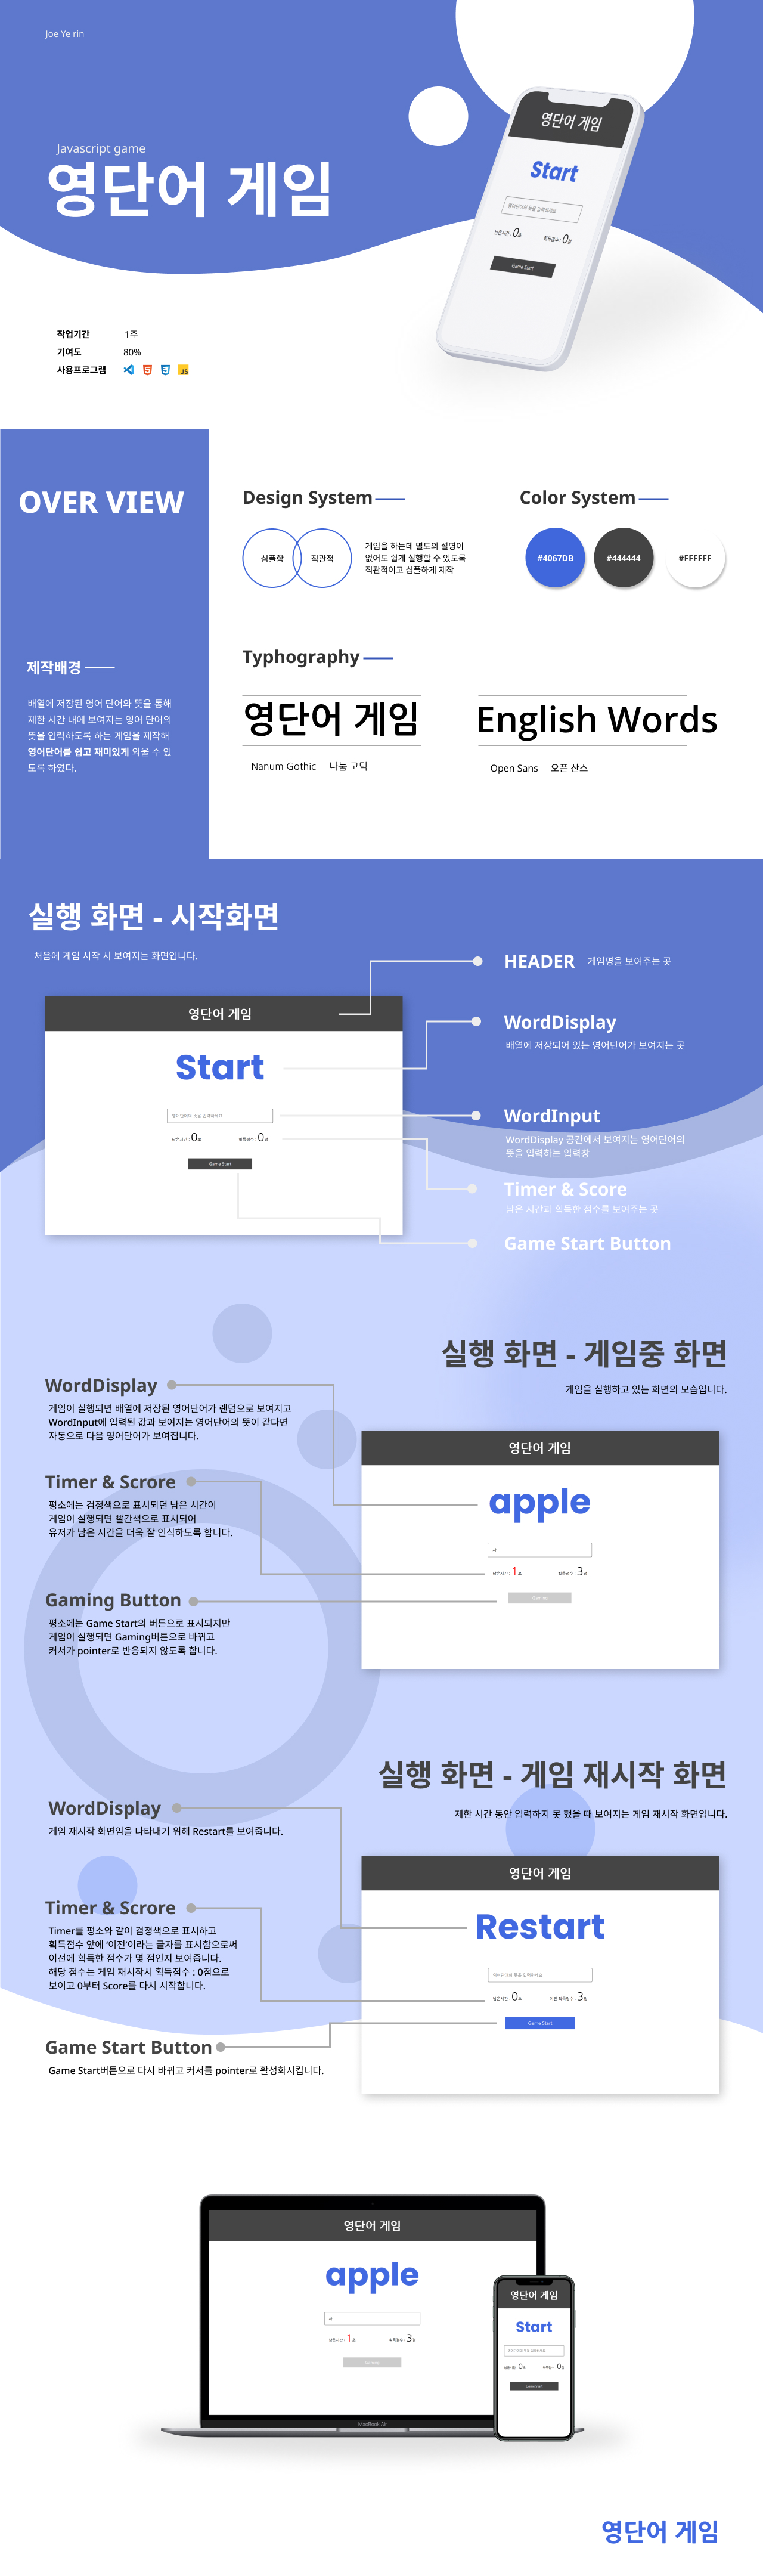 Joe Ye rin
Javascript game
영단어 게임
영단어 게임
Start
영어단어의 뜻을 입력하세요
남은시간 : 0초
획득점수 : 0점
Game Start
작업기간 1주
기여도 80%
사용프로그램
JS
OVER VIEW
제작배경
배열에 저장된 영어 단어와 뜻을 통해
제한 시간 내에 보여지는 영어 단어의
뜻을 입력하도록 하는 게임을 제작해
영어단어를 쉽고 재미있게 외울 수 있
도록 하였다.
Design System
심플함
직관적
게임을 하는데 별도의 설명이
없어도 쉽게 실행할 수 있도록
직관적이고 심플하게 제작
Color System
#4067DB
#444444
#FFFFFF
Typhography
영단어 게임
Nanum Gothic 나눔 고딕
English Words
Open Sans 오픈 산스
실행 화면 - 시작화면
처음에 게임 시작 시 보여지는 화면입니다.
영단어 게임
Start
영어단어의 뜻을 입력하세요
남은시간 : 0초
획득점수 : 0점
Game Start
HEADER 게임명을 보여주는 곳
WordDisplay
배열에 저장되어 있는 영어단어가 보여지는 곳
WordInput
WordDisplay 공간에서 보여지는 영어단어의
뜻을 입력하는 입력창
Timer & Score
남은 시간과 획득한 점수를 보여주는 곳
Game Start Button
실행 화면 - 게임중 화면
게임을 실행하고 있는 화면의 모습입니다.
WordDisplay
게임이 실행되면 배열에 저장된 영어단어가 랜덤으로 보여지고
WordInput에 입력된 값과 보여지는 영어단어의 뜻이 같다면
자동으로 다음 영어단어가 보여집니다.
Timer & Scrore
평소에는 검정색으로 표시되던 남은 시간이
게임이 실행되면 빨간색으로 표시되어
유저가 남은 시간을 더욱 잘 인식하도록 합니다.
Gaming Button
평소에는 Game Start의 버튼으로 표시되지만
게임이 실행되면 Gaming버튼으로 바뀌고
커서가 pointer로 반응되지 않도록 합니다.
영단어 게임
apple
사
남은시간 : 1초
획득점수 : 3점
Gaming
실행 화면 - 게임 재시작 화면
제한 시간 동안 입력하지 못 했을 때 보여지는 게임 재시작 화면입니다.
WordDisplay
게임 재시작 화면임을 나타내기 위해 Restart를 보여줍니다.
Timer & Scrore
Timer를 평소와 같이 검정색으로 표시하고
획득점수 앞에 ‘이전’이라는 글자를 표시함으로써
이전에 획득한 점수가 몇 점인지 보여줍니다.
해당 점수는 게임 재시작시 획득점수 : 0점으로
보이고 0부터 Score를 다시 시작합니다.
Game Start Button
Game Start버튼으로 다시 바뀌고 커서를 pointer로 활성화시킵니다.
영단어 게임
Restart
영어단어의 뜻을 입력하세요
남은시간 : 0초
이전 획득점수 : 3점
Game Start
영단어 게임
apple
사
남은시간 : 1초
획득점수 : 3점
Gaming
MacBook Air
영단어 게임
Start
영어단어의 뜻을 입력하세요
남은시간 : 0초
획득점수 : 0점
Game Start
영단어 게임